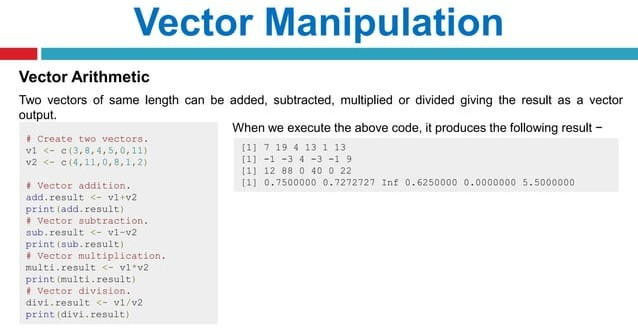 Vector Manipulation
Vector Arithmetic
Two vectors of same length can be added, subtracted, multiplied or divided giving the result as a vector
output.
# Create two vectors.
v1 <- c(3,8,4,5,0,11)
v2 <- c(4,11,0,8,1,2)
# Vector addition.
add.result <- v1+v2
print(add.result)
# Vector subtraction.
sub.result <- v1-v2
print(sub.result)
# Vector multiplication.
multi.result <- v1*v2
print(multi.result)
# Vector division.
divi.result <- v1/v2
print(divi.result)
When we execute the above code, it produces the following result −
[1] 7 19 4 13 1 13
[1] -1 -3 4 -3 -1 9
[1] 12 88 0 40 0 22
[1] 0.7500000 0.7272727 Inf 0.6250000 0.0000000 5.5000000